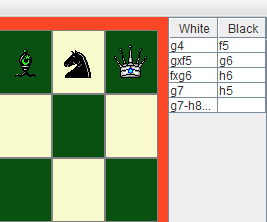 White Black
g4 f5
gxf5 g6
fxg6 h6
g7 h5
g7-h8...